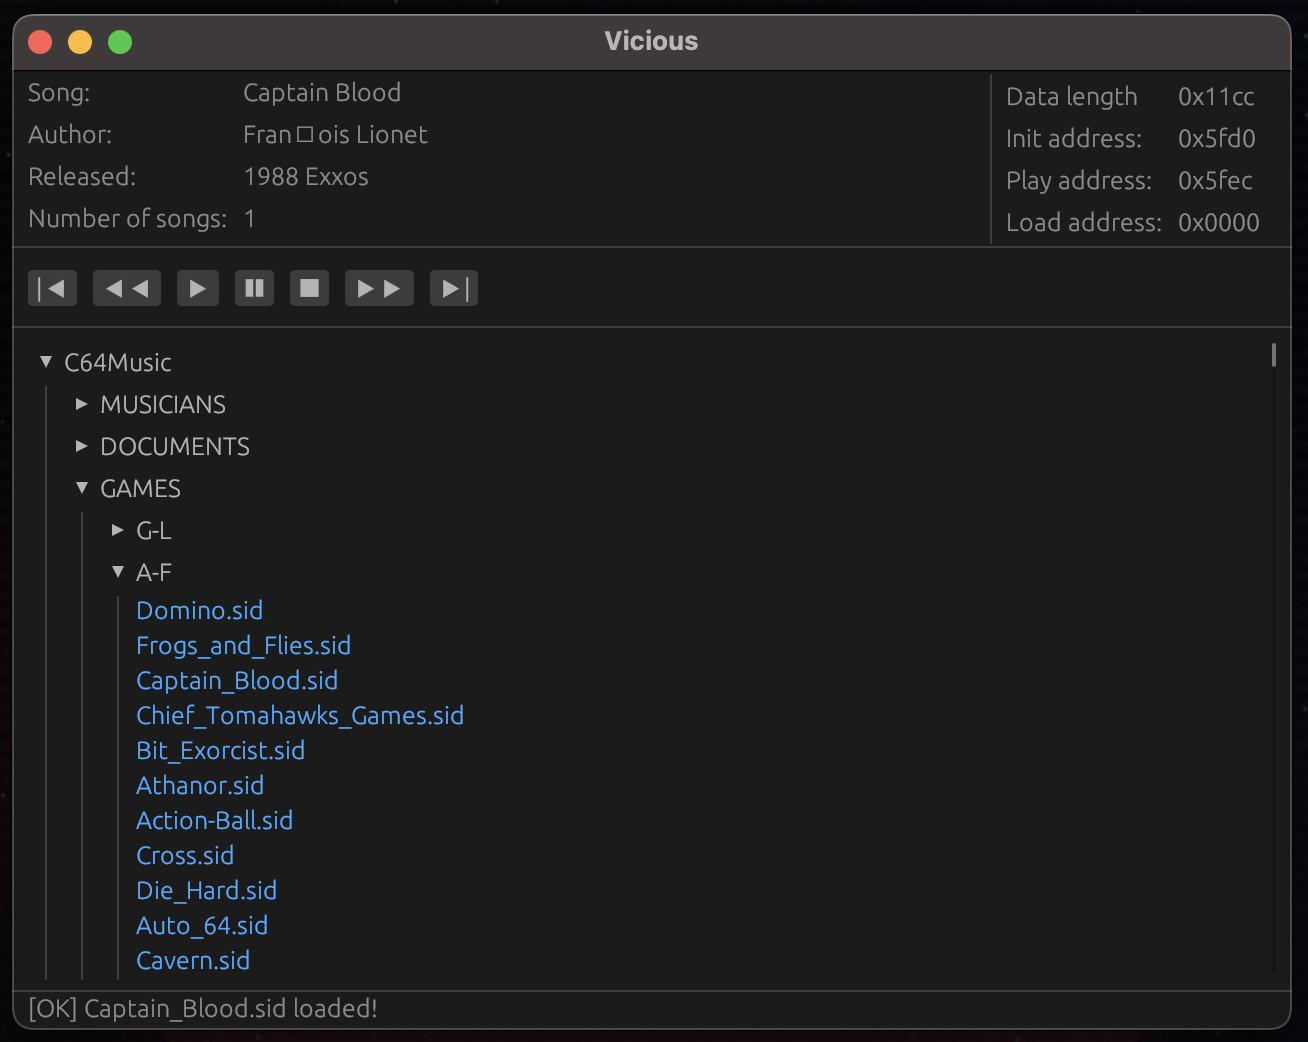 Vicious
Song: Captain Blood
Author: Fran□ois Lionet
Released: 1988 Exxos
Number of songs: 1
Data length 0x11cc
Init address: 0x5fd0
Play address: 0x5fec
Load address: 0x0000
C64Music
MUSICIANS
DOCUMENTS
GAMES
G-L
A-F
Domino.sid
Frogs_and_Flies.sid
Captain_Blood.sid
Chief_Tomahawks_Games.sid
Bit_Exorcist.sid
Athanor.sid
Action-Ball.sid
Cross.sid
Die_Hard.sid
Auto_64.sid
Cavern.sid
[OK] Captain_Blood.sid loaded!